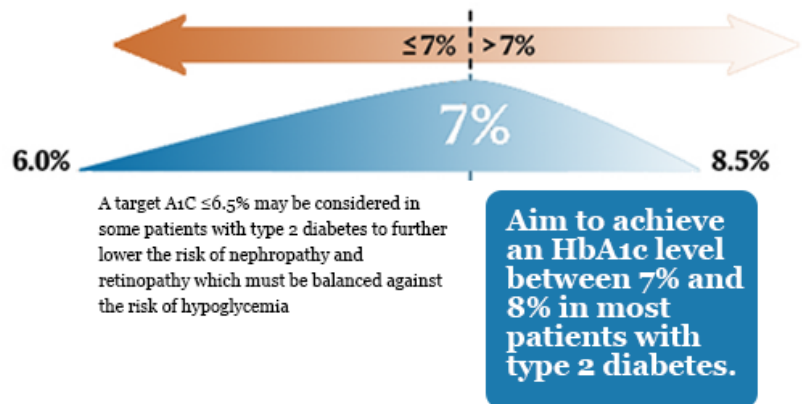 ≤7% >7%
7%
6.0% 8.5%
A target A1C ≤6.5% may be considered in
some patients with type 2 diabetes to further
lower the risk of nephropathy and
retinopathy which must be balanced against
the risk of hypoglycemia
Aim to achieve
an HbA1c level
between 7% and
8% in most
patients with
type 2 diabetes.